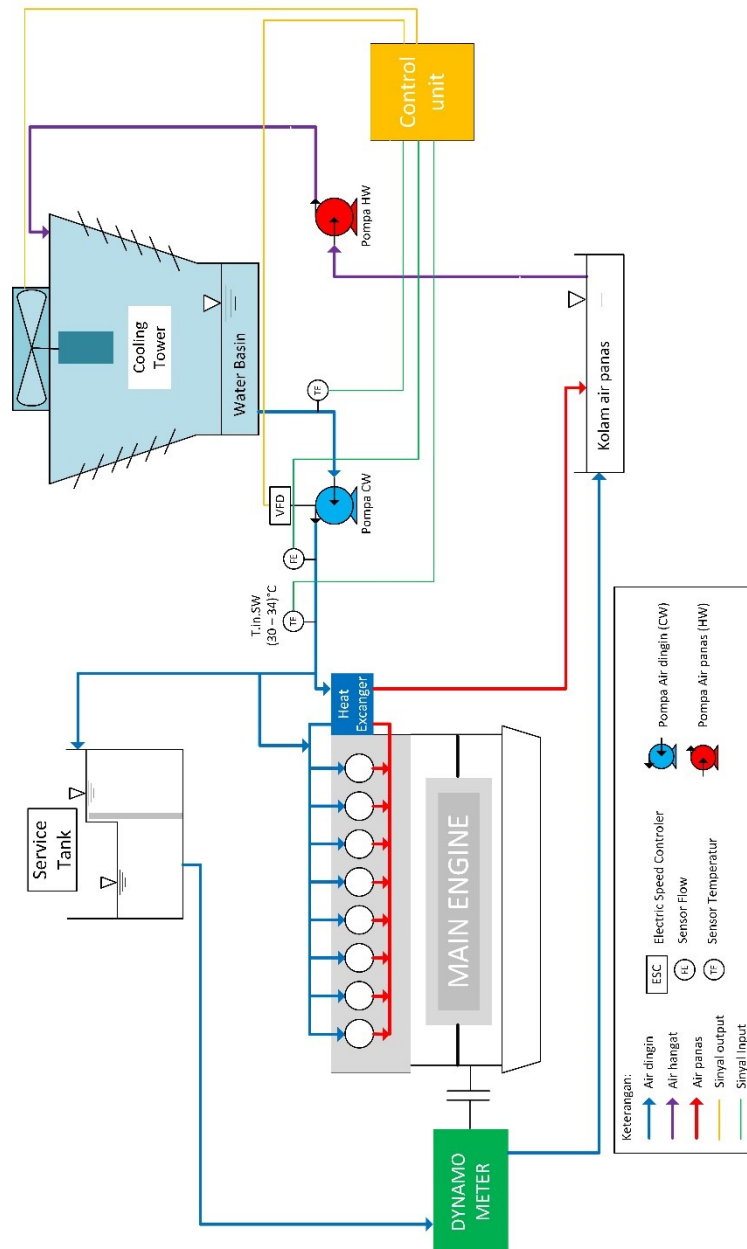 Service
Tank
Cooling
Tower
Water Basin
Control
unit
T.in.SW
(30 – 34)°C
TF
FE
VFD
TF
Pompa CW
Pompa HW
Heat
Excanger
MAIN ENGINE
DYNAMO
METER
Kolam air panas
Keterangan:
Air dingin
Air hangat
Air panas
Sinyal output
Sinyal Input
ESC Electric Speed Controler
FL Sensor Flow
TF Sensor Temperatur
Pompa Air dingin (CW)
Pompa Air panas (HW)